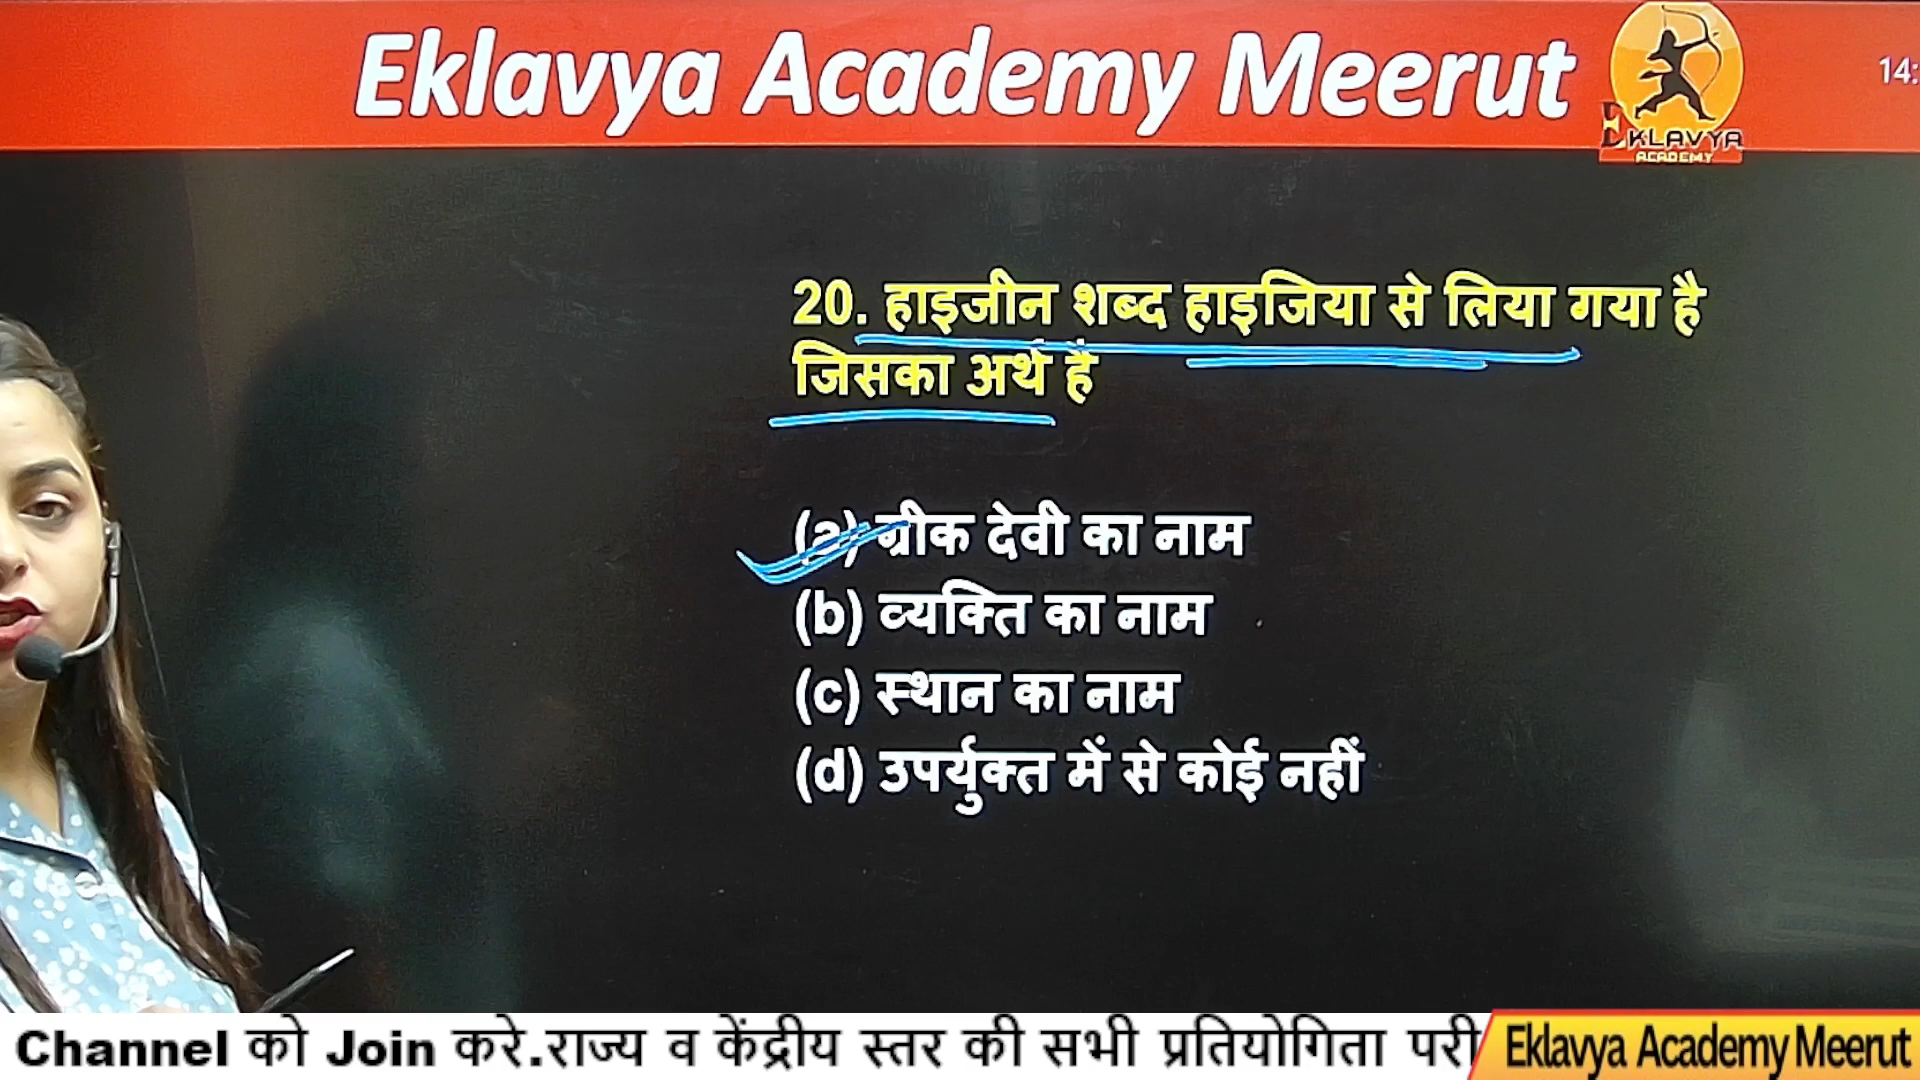 Eklavya Academy Meerut
EKLAVYA
ACADEMY
14:
20. हाइजीन शब्द हाइजिया से लिया गया है
जिसका अर्थ है
(a) ग्रीक देवी का नाम
(b) व्यक्ति का नाम
(c) स्थान का नाम
(d) उपर्युक्त में से कोई नहीं
Channel को Join करे.राज्य व केंद्रीय स्तर की सभी प्रतियोगिता परी
Eklavya Academy Meerut